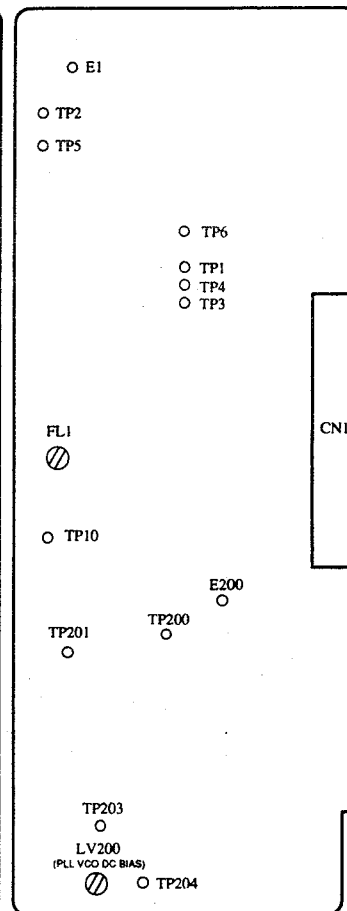 E1
TP2
TP5
TP6
TP1
TP4
TP3
FL1
CN1
TP10
E200
TP200
TP201
TP203
LV200
(PLL VCO DC BIAS)
TP204